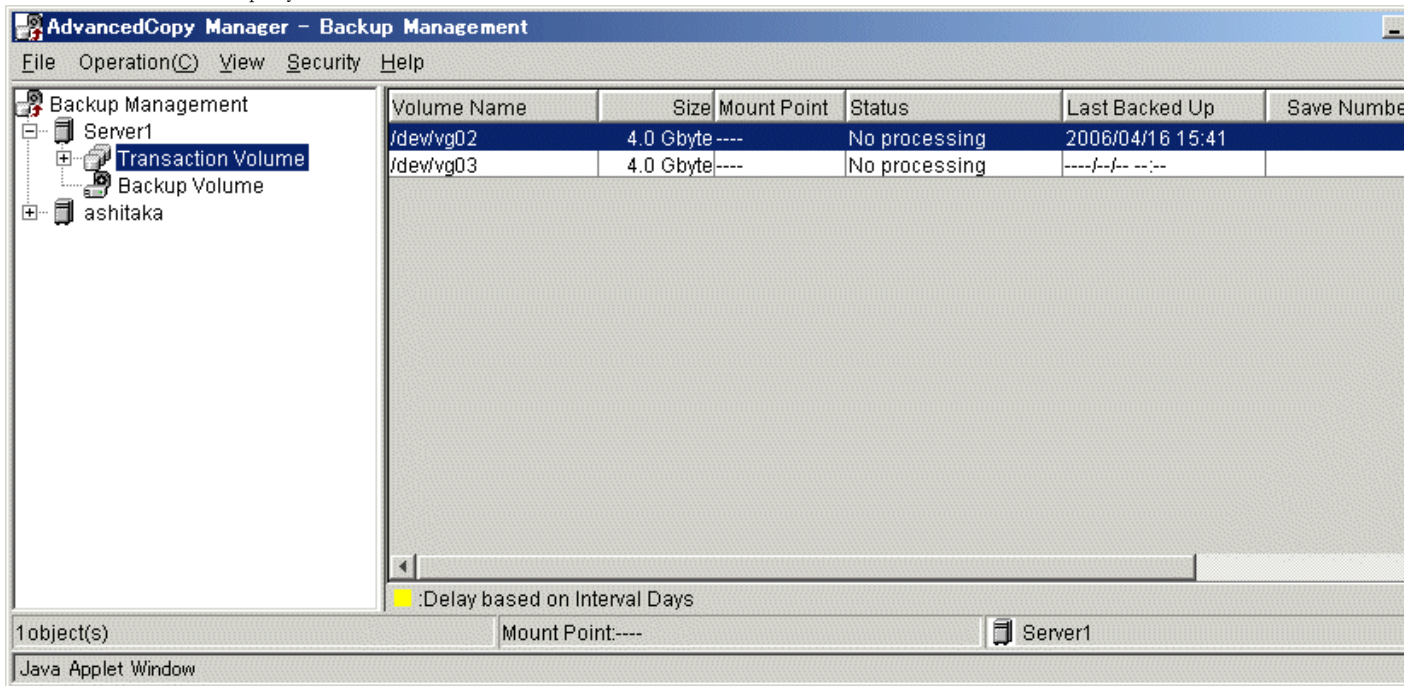 AdvancedCopy Manager - Backup Management
File Operation(C) View Security Help
Backup Management
Server1
Transaction Volume
Backup Volume
ashitaka
Volume Name Size Mount Point Status Last Backed Up Save Numbe
/dev/vg02 4.0 Gbyte ---- No processing 2006/04/16 15:41
/dev/vg03 4.0 Gbyte ---- No processing ----/--/-- --:--
:Delay based on Interval Days
1object(s) Mount Point:---- Server1
Java Applet Window